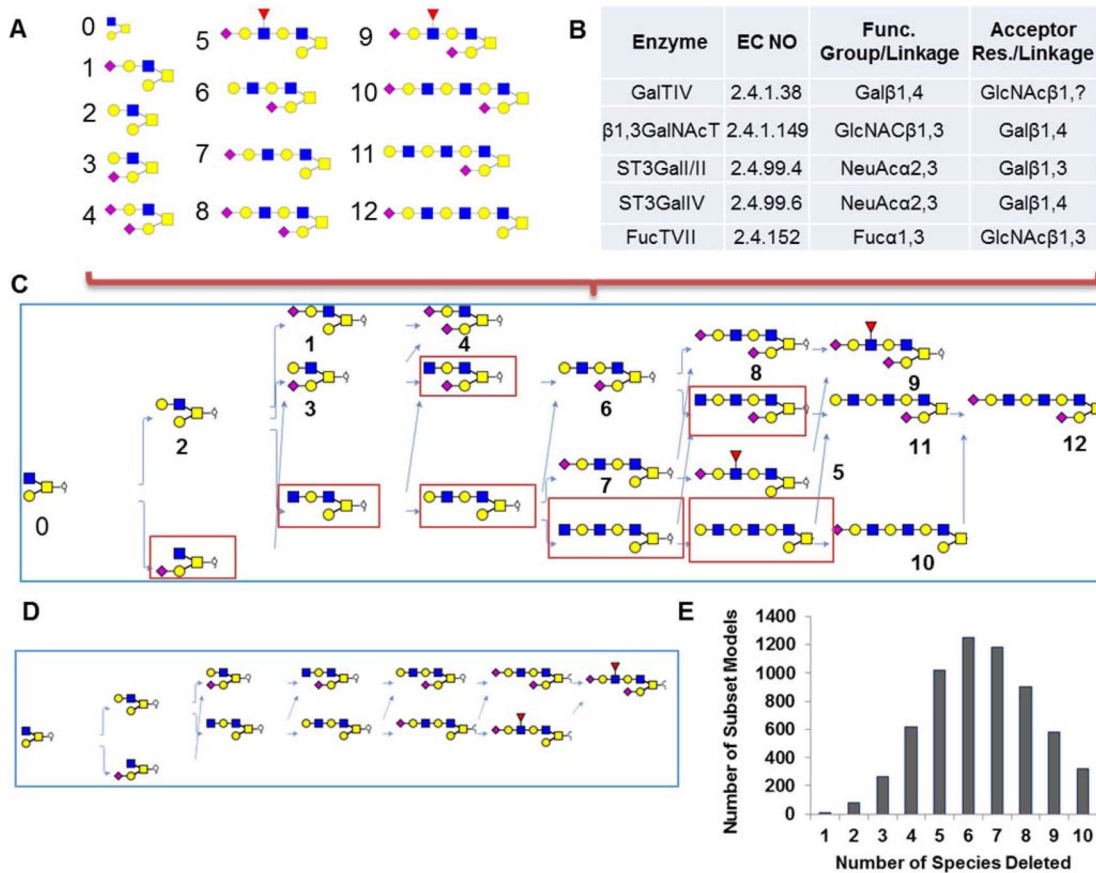 A
0
1
2
3
4
5
6
7
8
9
10
11
12
B
Enzyme EC NO Func. Group/Linkage Acceptor Res./Linkage
GalTIV 2.4.1.38 Galβ1,4 GlcNAcβ1,?
β1,3GalNAcT 2.4.1.149 GlcNACβ1,3 Galβ1,4
ST3GalI/II 2.4.99.4 NeuAcα2,3 Galβ1,3
ST3GalIV 2.4.99.6 NeuAcα2,3 Galβ1,4
FucTVII 2.4.152 Fucα1,3 GlcNAcβ1,3
C
1 4
3 8 9
2 6
11 12
7 5
0
10
D
E
Number of Subset Models
1400
1200
1000
800
600
400
200
0
1 2 3 4 5 6 7 8 9 10
Number of Species Deleted